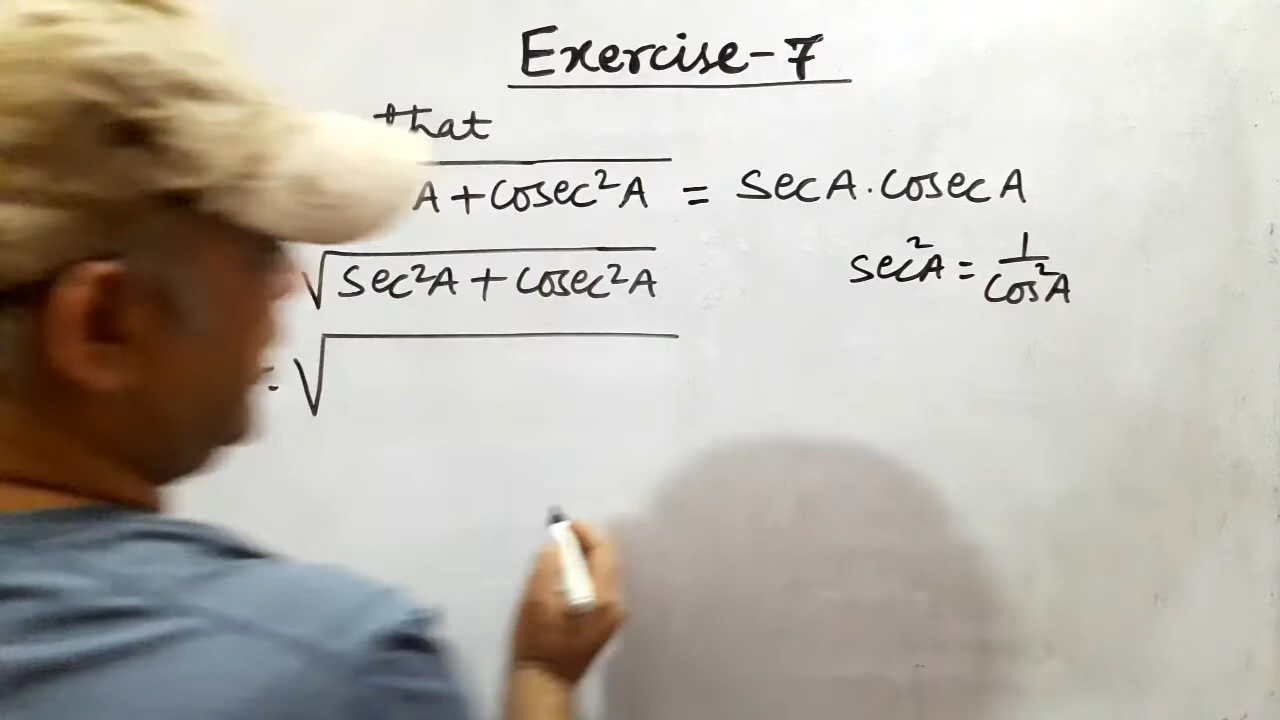 Exercise-7
that
A + Cosec²A = SecA.CosecA
√Sec²A + Cosec²A
Sec²A = 1/Cos²A
= √